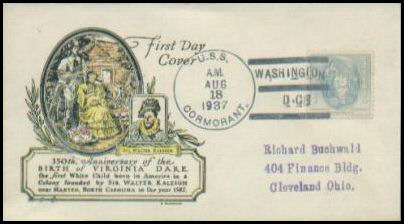 First Day
Cover
U.S.S.
A.M.
AUG
18
1937
CORMORANT.
WASHINGTON
D.C.
SIR WALTER RALEIGH
350th Anniversary of the
BIRTH OF VIRGINIA DARE
the first White Child born in America in a
Colony founded by SIR WALTER RALEIGH
near MANTEO, NORTH CAROLINA in the year 1587.
Richard Buchwald
404 Finance Bldg.
Cleveland Ohio.